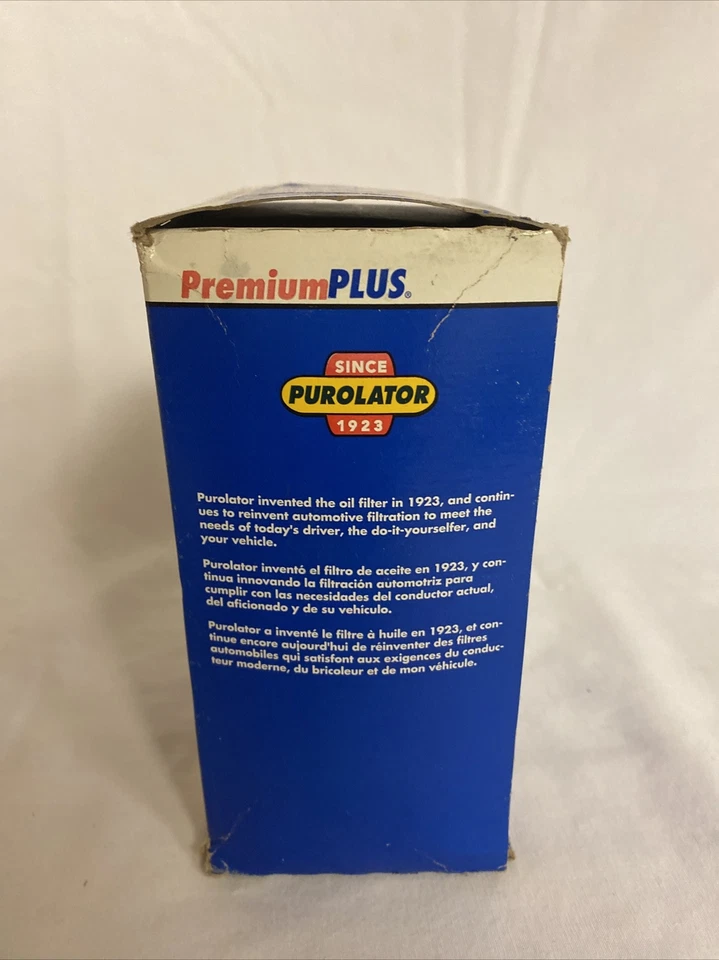 PremiumPLUS®
SINCE
PUROLATOR
1923
Purolator invented the oil filter in 1923, and contin-
ues to reinvent automotive filtration to meet the
needs of today's driver, the do-it-yourselfer, and
your vehicle.
Purolator inventó el filtro de aceite en 1923, y con-
tinua innovando la filtración automotriz para
cumplir con las necesidades del conductor actual,
del aficionado y de su vehículo.
Purolator a inventé le filtre à huile en 1923, et con-
tinue encore aujourd'hui de réinventer des filtres
automobiles qui satisfont aux exigences du conduc-
teur moderne, du bricoleur et de mon véhicule.